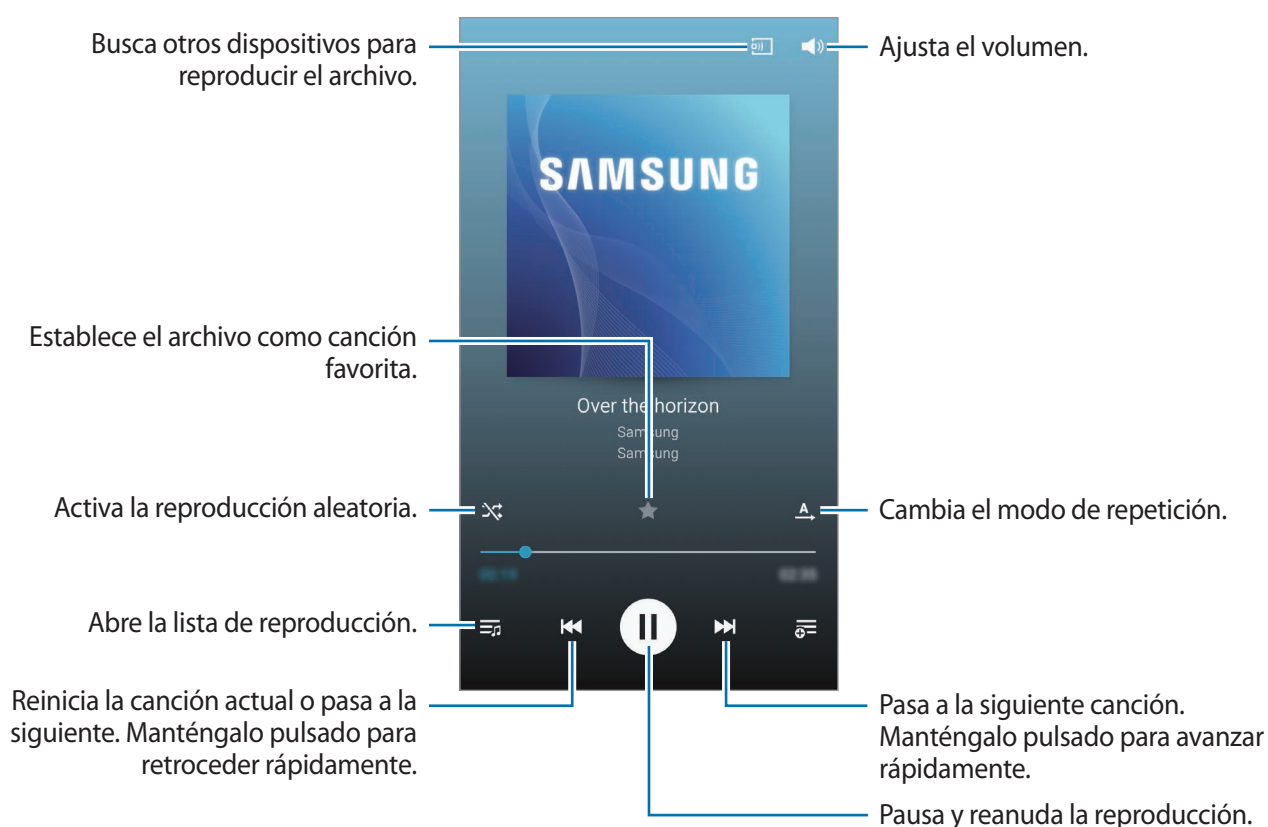 Busca otros dispositivos para
reproducir el archivo.
Ajusta el volumen.
SAMSUNG
Establece el archivo como canción
favorita.
Over the horizon
Samsung
Samsung
Activa la reproducción aleatoria.
A
Cambia el modo de repetición.
Abre la lista de reproducción.
Reinicia la canción actual o pasa a la
siguiente. Manténgalo pulsado para
retroceder rápidamente.
Pasa a la siguiente canción.
Manténgalo pulsado para avanzar
rápidamente.
Pausa y reanuda la reproducción.